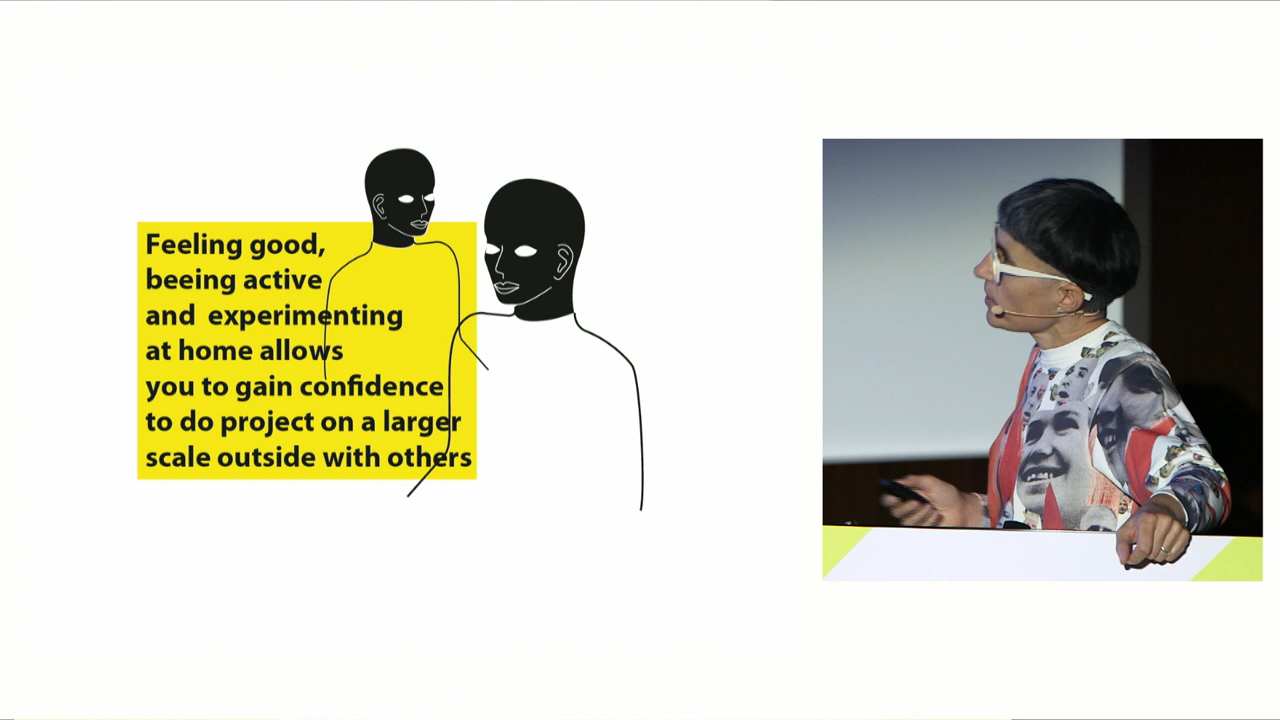 Feeling good,
beeing active
and  experimenting
at home allows
you to gain confidence
to do project on a larger
scale outside with others